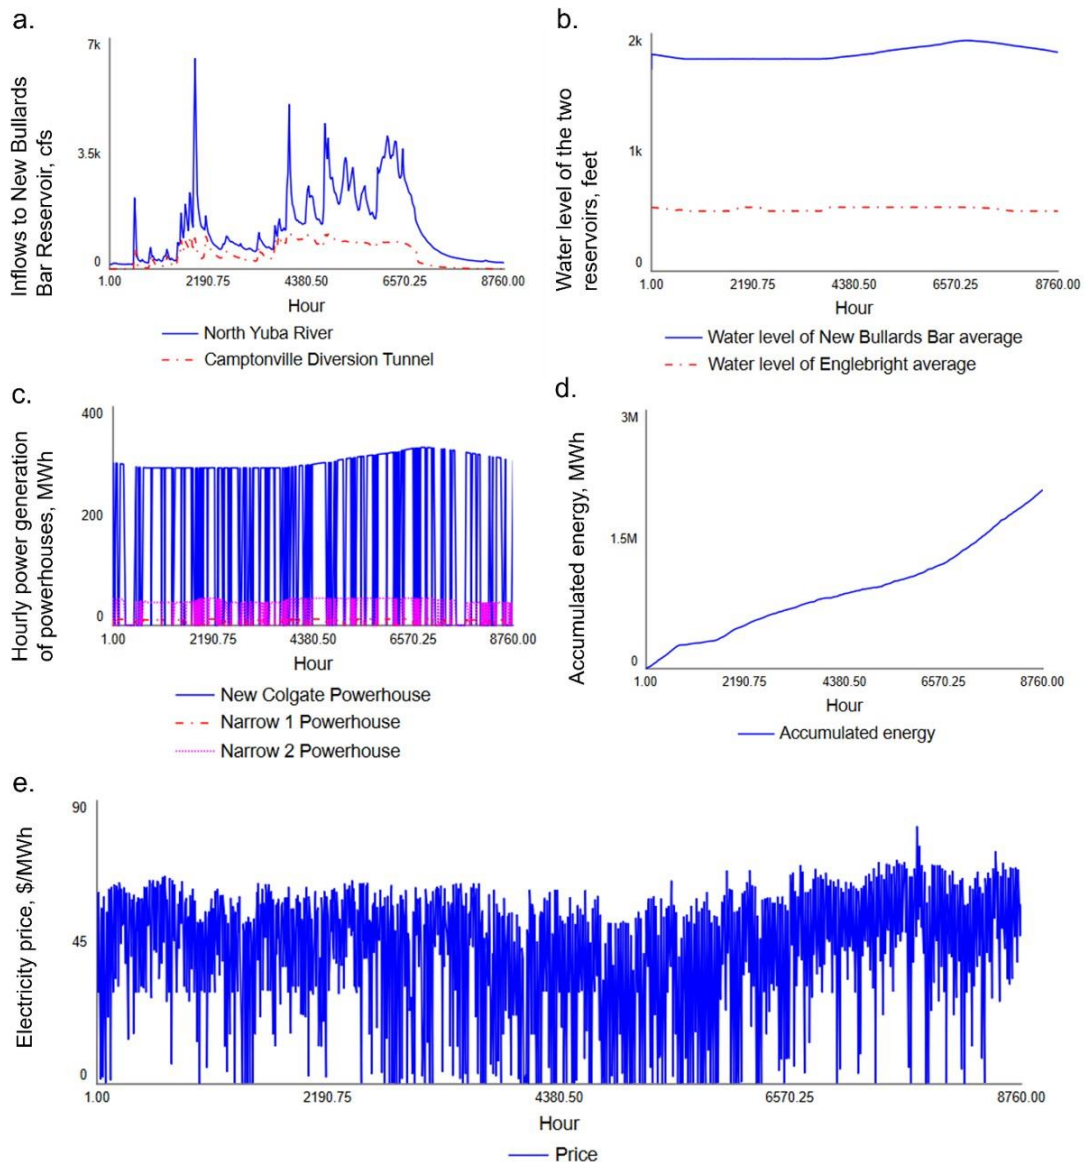 a.
Inflows to New Bullards
Bar Reservoir, cfs
7k
3.5k
0
1.00 2190.75 4380.50 6570.25 8760.00
Hour
North Yuba River
Camptonville Diversion Tunnel
b.
Water level of the two
reservoirs, feet
2k
1k
0
1.00 2190.75 4380.50 6570.25 8760.00
Hour
Water level of New Bullards Bar average
Water level of Englebright average
c.
Hourly power generation
of powerhouses, MWh
400
200
0
1.00 2190.75 4380.50 6570.25 8760.00
Hour
New Colgate Powerhouse
Narrow 1 Powerhouse
Narrow 2 Powerhouse
d.
Accumulated energy, MWh
3M
1.5M
0
1.00 2190.75 4380.50 6570.25 8760.00
Hour
Accumulated energy
e.
Electricity price, $/MWh
90
45
0
1.00 2190.75 4380.50 6570.25 8760.00
Hour
Price